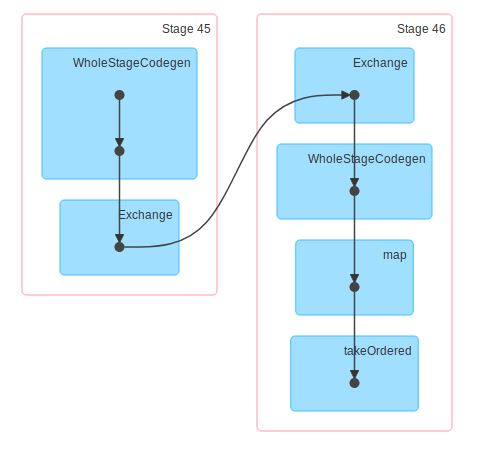 Stage 45
WholeStageCodegen
Exchange
Stage 46
Exchange
WholeStageCodegen
map
takeOrdered